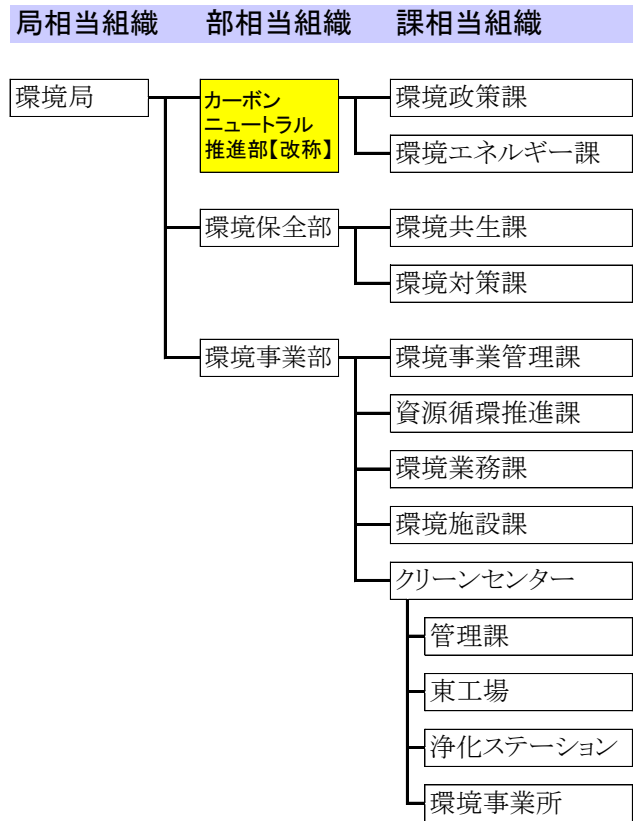 局相当組織 部相当組織 課相当組織
環境局
カーボン
ニュートラル
推進部【改称】
環境政策課
環境エネルギー課
環境保全部
環境共生課
環境対策課
環境事業部
環境事業管理課
資源循環推進課
環境業務課
環境施設課
クリーンセンター
管理課
東工場
浄化ステーション
環境事業所